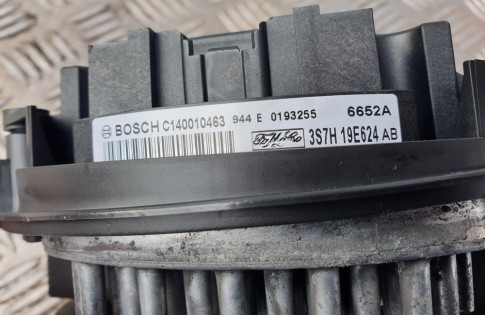 BOSCH C140010463 944 E 0193255 6652A
3S7H 19E624 AB